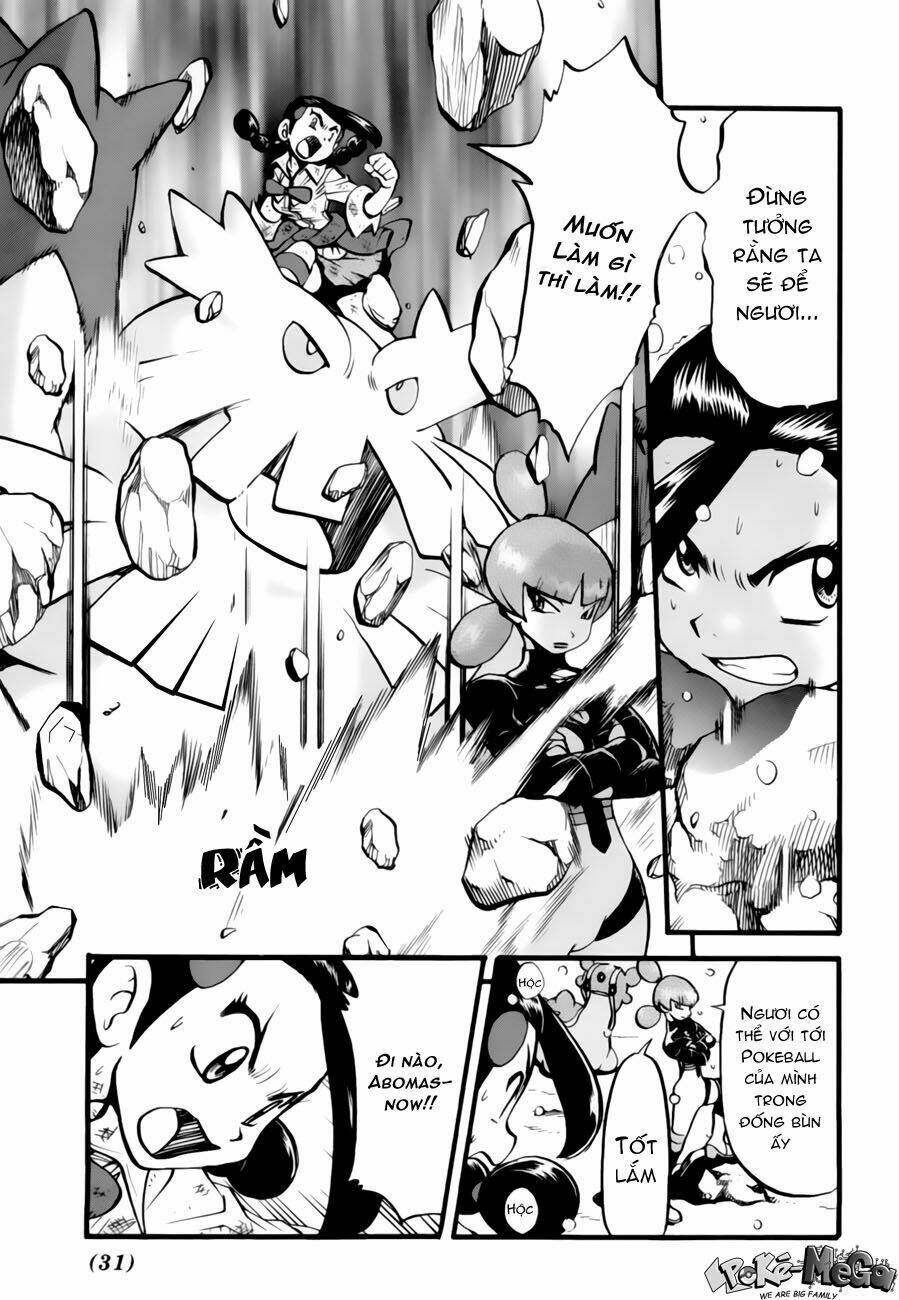 ĐỪNG
TƯỞNG
RẰNG TA
SẼ ĐỂ
NGƯƠI...
MUỐN
LÀM GÌ
THÌ LÀM!!
RẦM
NGƯƠI CÓ
THỂ VỚI TỚI
POKEBALL
CỦA MÌNH
TRONG
ĐỐNG BÙN
ẤY
TỐT
LẮM
HỘC
HỘC
ĐI NÀO,
ABOMAS-
NOW!!
(31)
POKÉ-MEGA
WE ARE BIG FAMILY